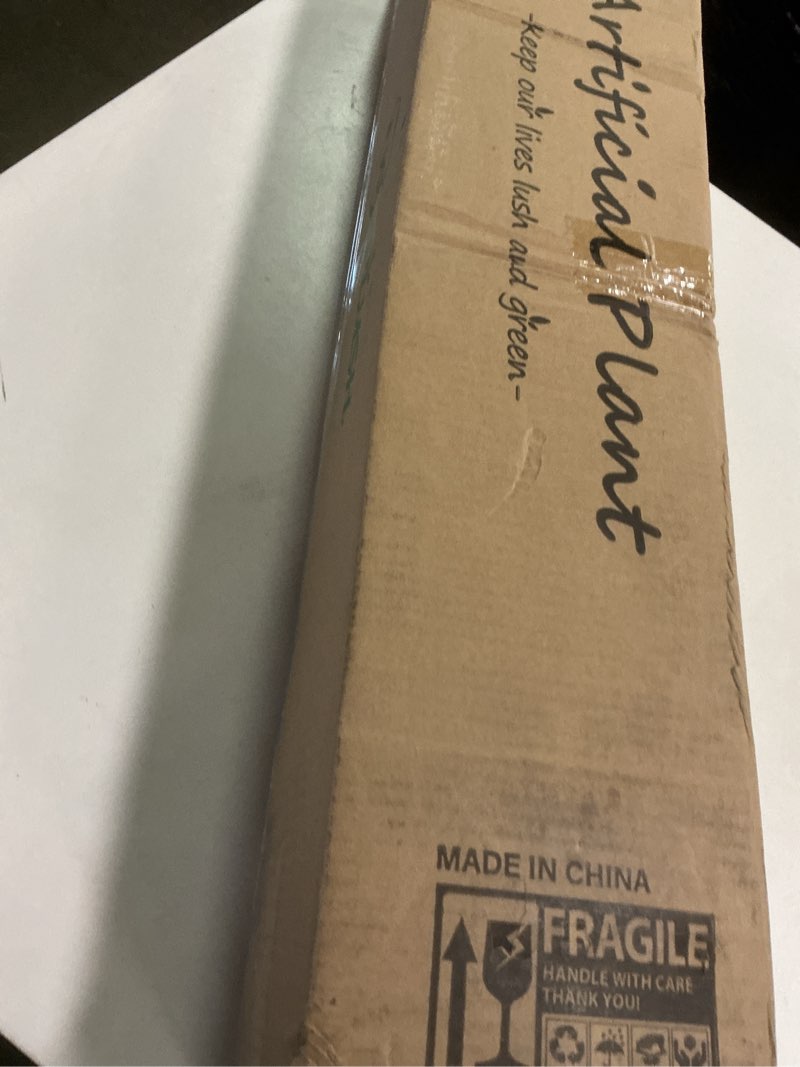 Artificial Plant
-Keep our lives lush and green-
MADE IN CHINA
FRAGILE
HANDLE WITH CARE
THANK YOU!